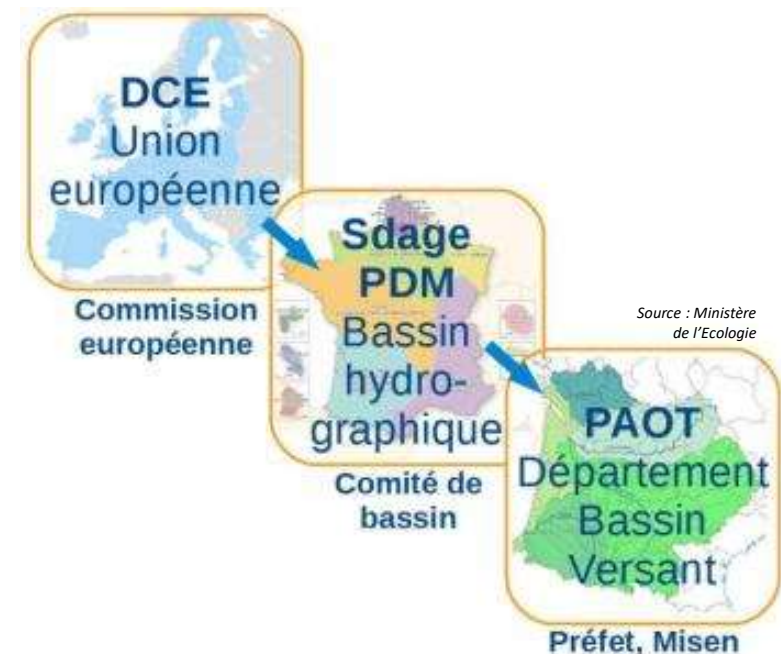 DCE
Union
européenne
Commission
européenne
Sdage
PDM
Bassin
hydro-
graphique
Comité de
bassin
Source : Ministère
de l'Ecologie
PAOT
Département
Bassin
Versant
Préfet, Misen